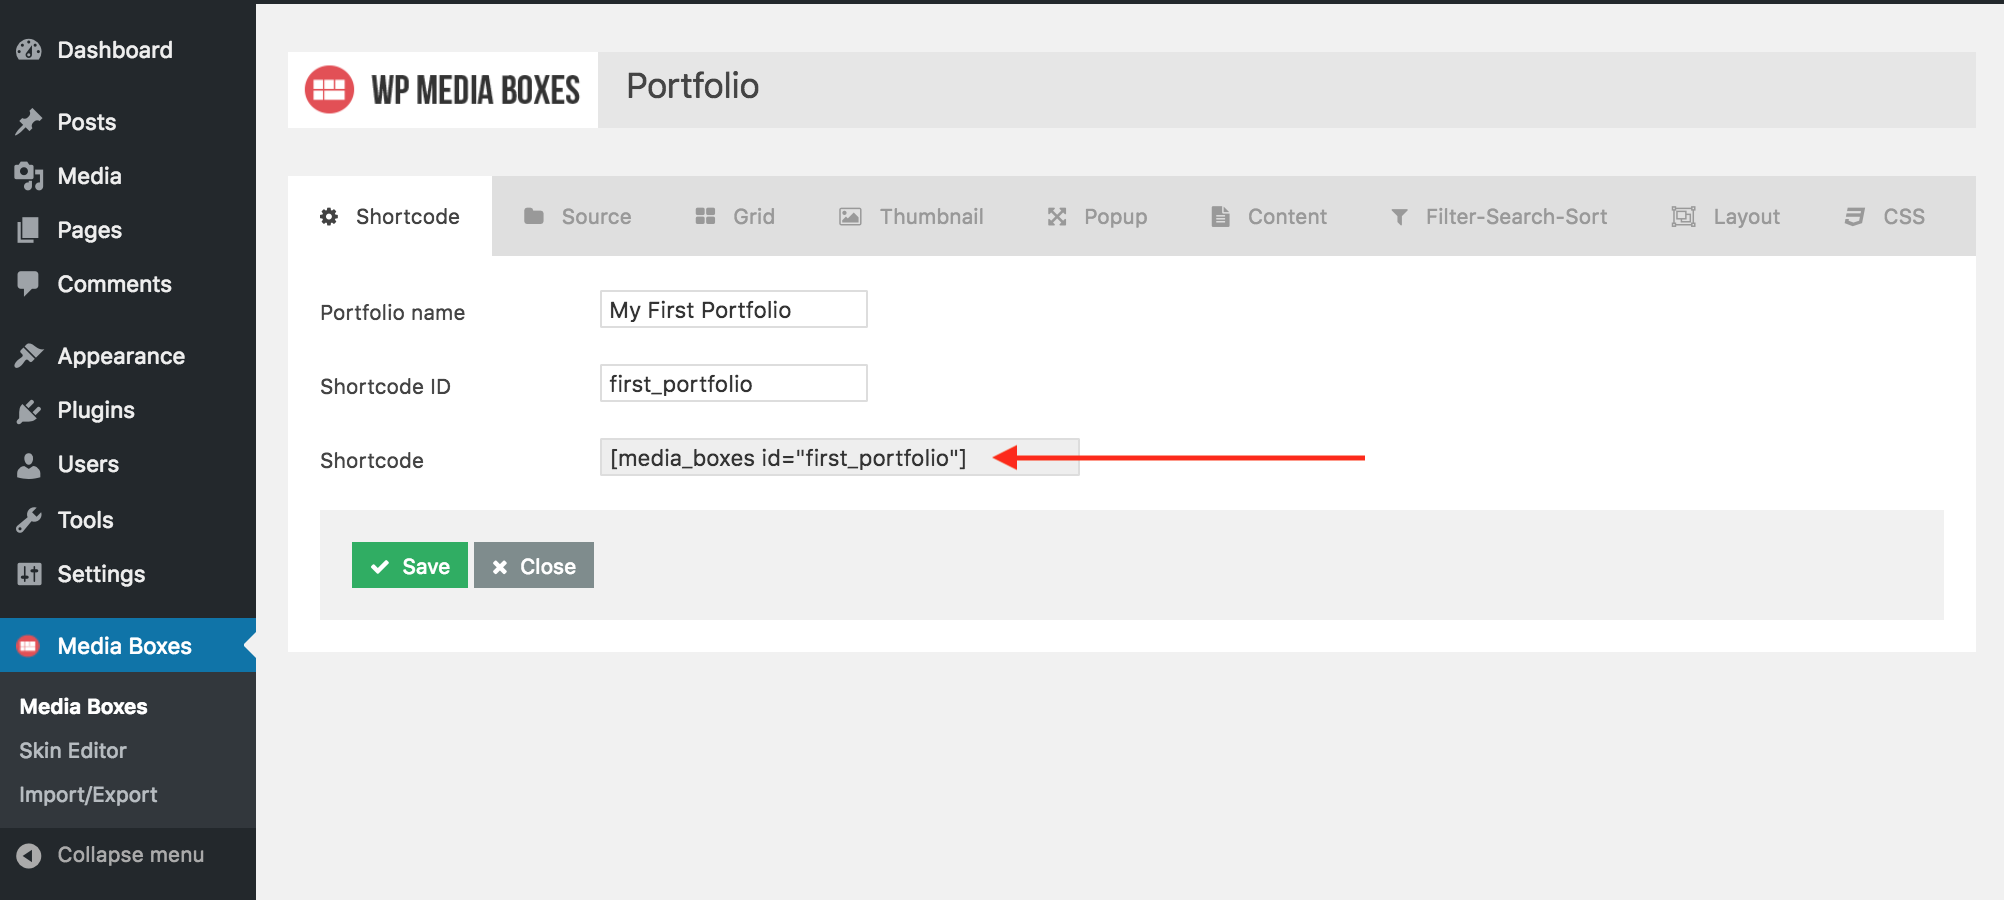 Dashboard
Posts
Media
Pages
Comments
Appearance
Plugins
Users
Tools
Settings
Media Boxes
Media Boxes
Skin Editor
Import/Export
Collapse menu
WP MEDIA BOXES
Portfolio
Shortcode Source Grid Thumbnail Popup Content Filter-Search-Sort Layout CSS
Portfolio name My First Portfolio
Shortcode ID first_portfolio
Shortcode [media_boxes id="first_portfolio"]
Save Close